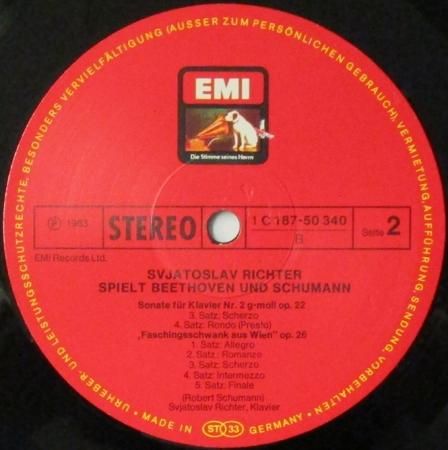 URHEBER- UND LEISTUNGSSCHUTZRECHTE, BESONDERS VERVIELFÄLTIGUNG (AUSSER ZUM PERSÖNLICHEN GEBRAUCH), VERMIETUNG, AUFFÜHRUNG, SENDUNG, VORBEHALTEN
EMI
Die Stimme seines Herrn
Ⓟ 1963
STEREO
1 C 187-50 340
B
Seite 2
EMI Records Ltd.
SVJATOSLAV RICHTER
SPIELT BEETHOVEN UND SCHUMANN
Sonate für Klavier Nr. 2 g-moll op. 22
3. Satz: Scherzo
4. Satz: Rondo (Presto)
„Faschingsschwank aus Wien" op. 26
1. Satz: Allegro
2. Satz: Romanze
3. Satz: Scherzo
4. Satz: Intermezzo
5. Satz: Finale
(Robert Schumann)
Svjatoslav Richter, Klavier
MADE IN ST 33 GERMANY